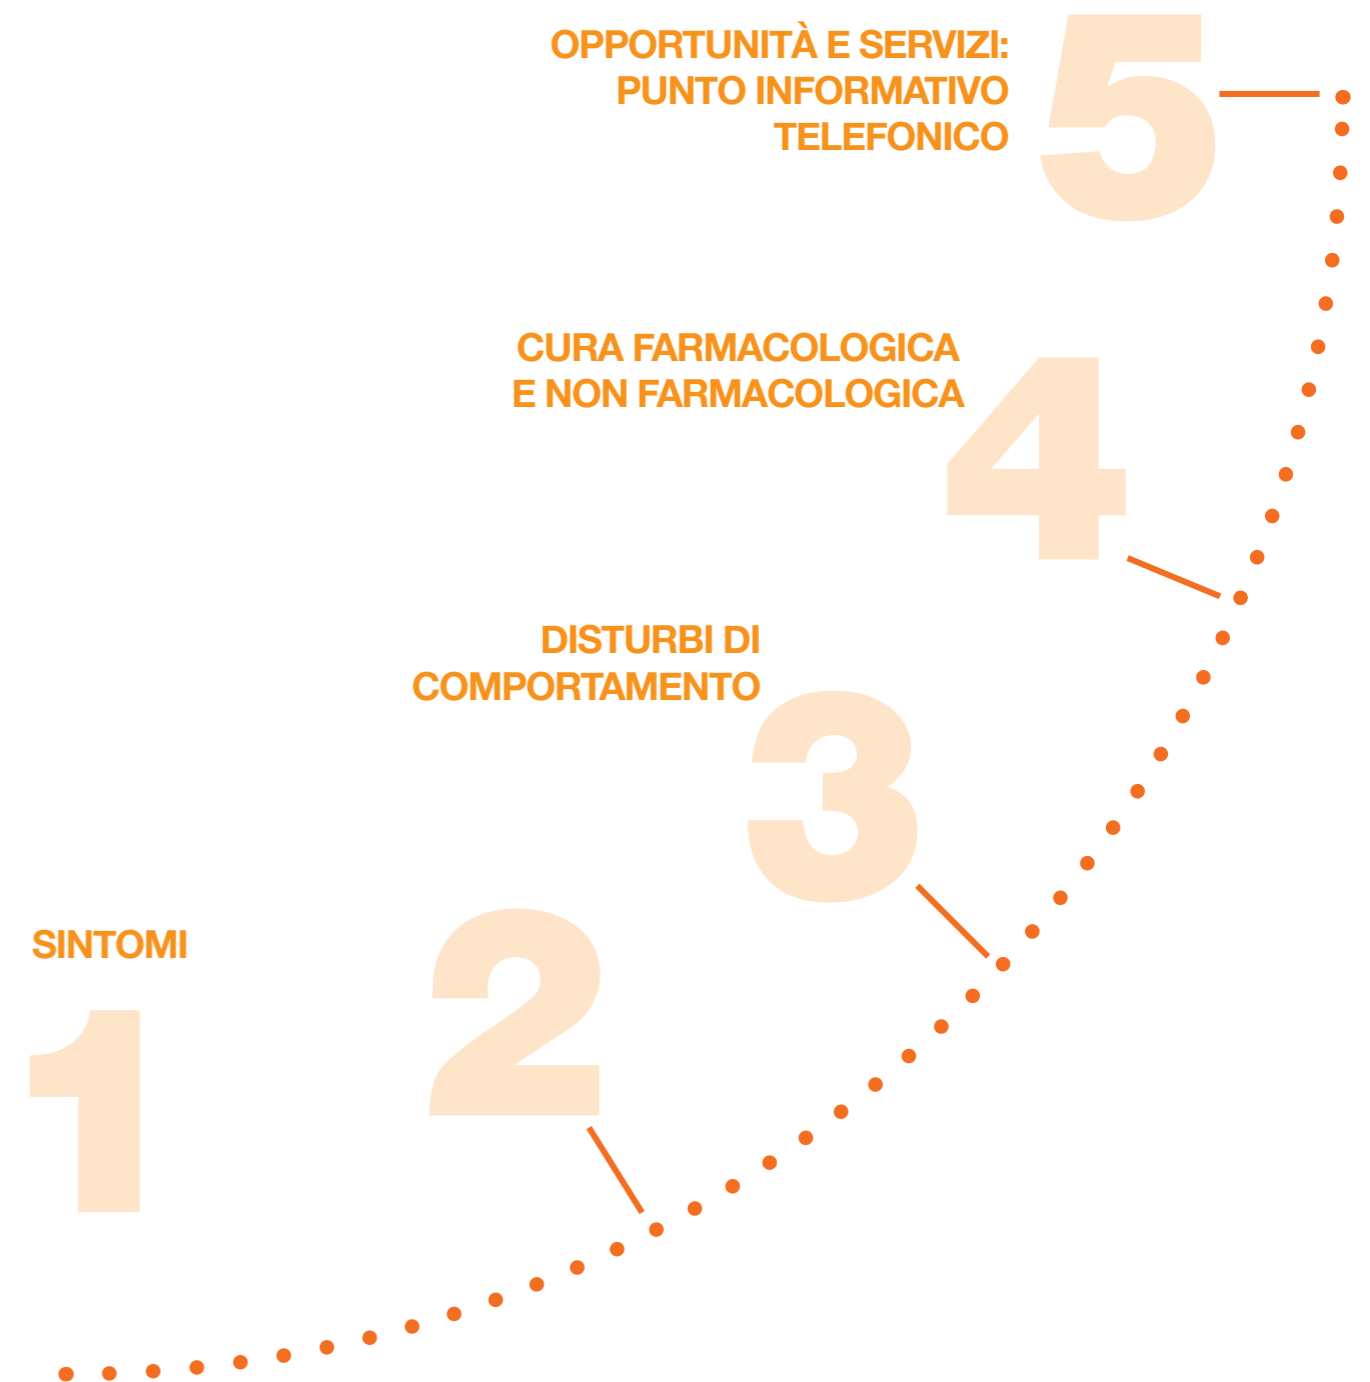 OPPORTUNITÀ E SERVIZI:
PUNTO INFORMATIVO
TELEFONICO
5
CURA FARMACOLOGICA
E NON FARMACOLOGICA
4
DISTURBI DI
COMPORTAMENTO
3
SINTOMI
2
1